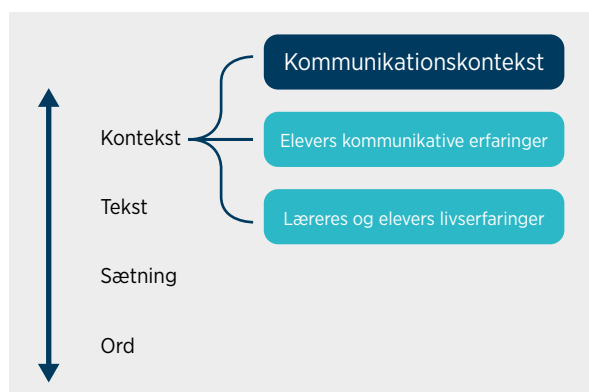 Kommunikationskontekst
Kontekst
Elevers kommunikative erfaringer
Tekst
Læreres og elevers livserfaringer
Sætning
Ord